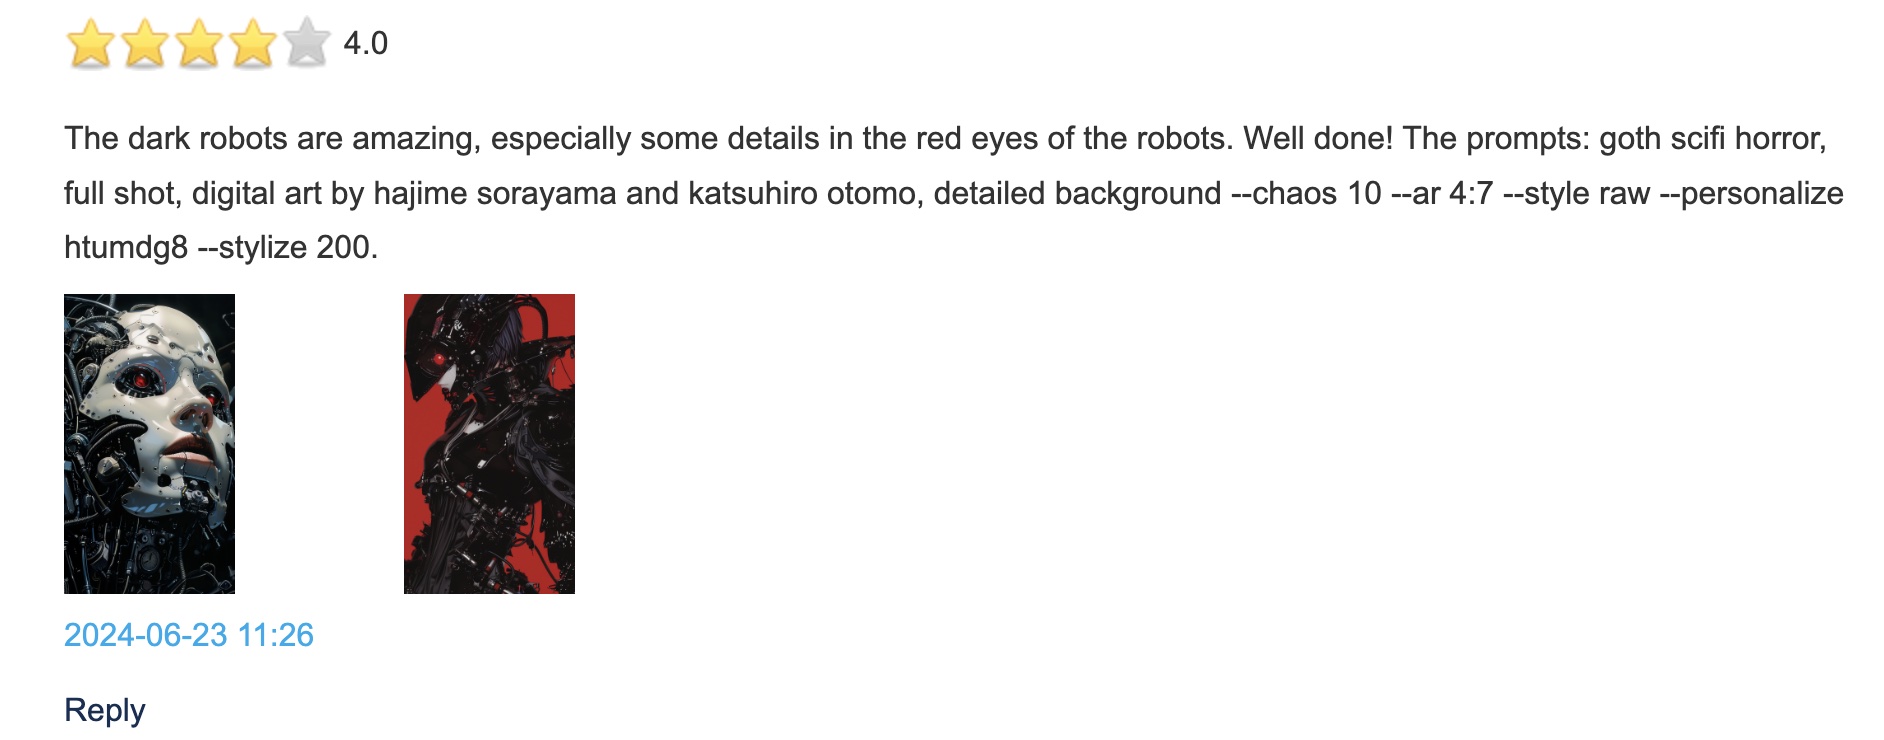 4.0
The dark robots are amazing, especially some details in the red eyes of the robots. Well done! The prompts: goth scifi horror,
full shot, digital art by hajime sorayama and katsuhiro otomo, detailed background --chaos 10 --ar 4:7 --style raw --personalize
htumdg8 --stylize 200.
2024-06-23 11:26
Reply